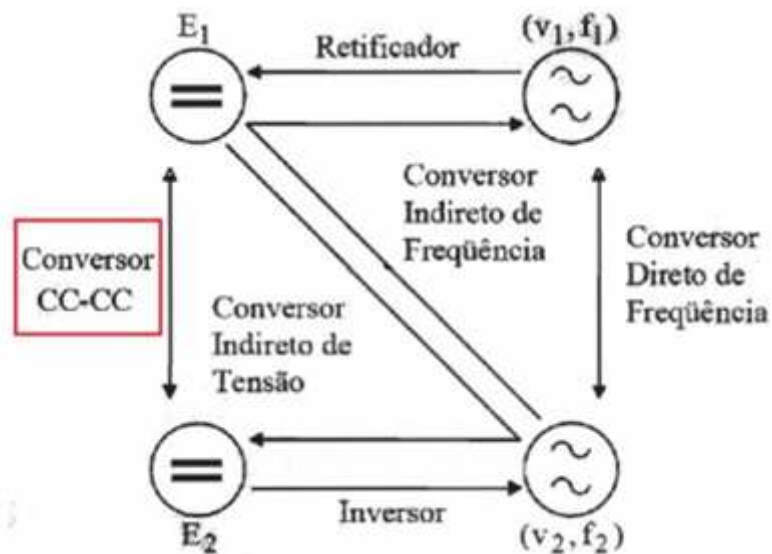 E₁
(v₁, f₁)
Retificador
Conversor
Indireto de
Freqüência
Conversor
CC-CC
Conversor
Direto de
Freqüência
Conversor
Indireto de
Tensão
Inversor
E₂
(v₂, f₂)